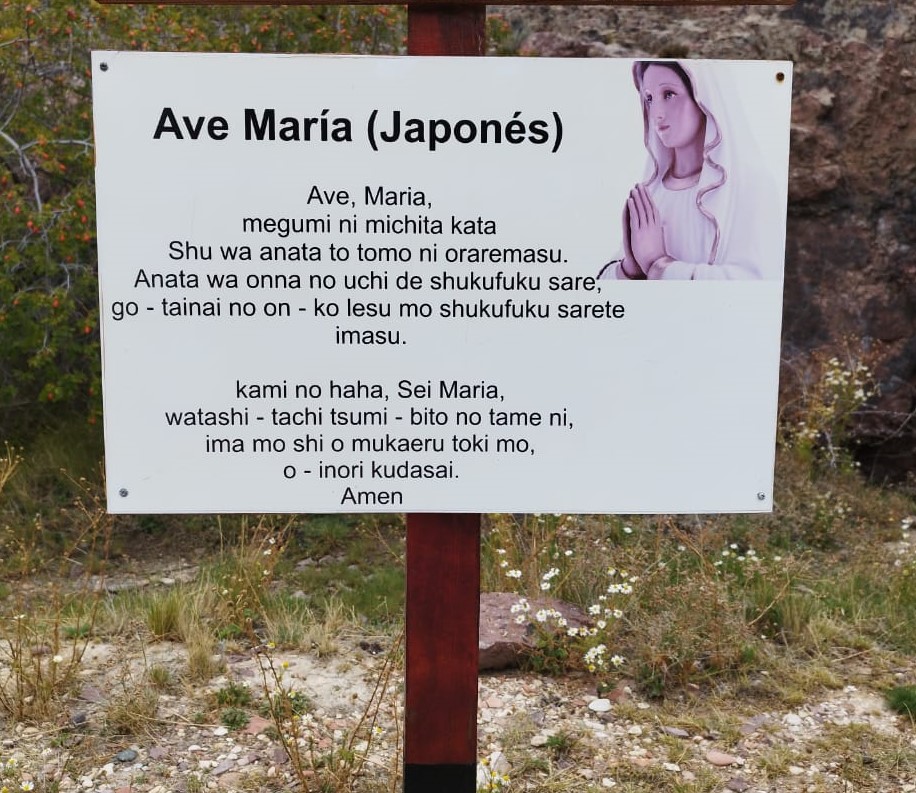 Ave María (Japonés)
Ave, Maria,
megumi ni michita kata
Shu wa anata to tomo ni oraremasu.
Anata wa onna no uchi de shukufuku sare,
go - tainai no on - ko Iesu mo shukufuku sarete
imasu.
kami no haha, Sei Maria,
watashi - tachi tsumi - bito no tame ni,
ima mo shi o mukaeru toki mo,
o - inori kudasai.
Amen